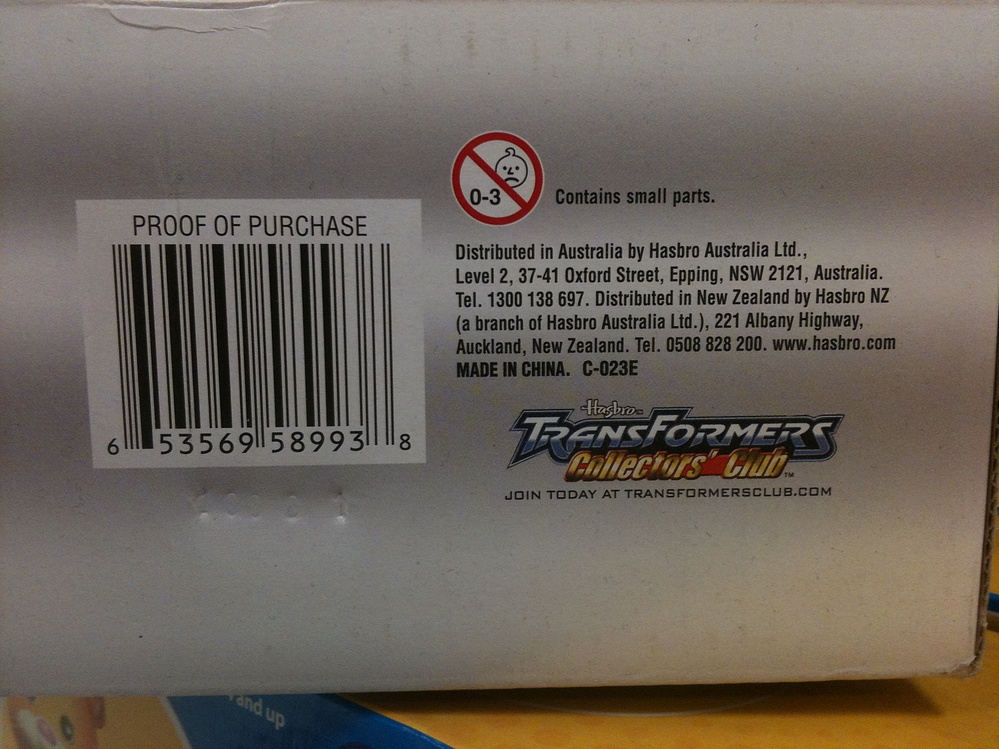 PROOF OF PURCHASE
6 53569 58993 8
0-3
Contains small parts.
Distributed in Australia by Hasbro Australia Ltd.,
Level 2, 37-41 Oxford Street, Epping, NSW 2121, Australia.
Tel. 1300 138 697. Distributed in New Zealand by Hasbro NZ
(a branch of Hasbro Australia Ltd.), 221 Albany Highway,
Auckland, New Zealand. Tel. 0508 828 200. www.hasbro.com
MADE IN CHINA. C-023E
Hasbro™
TRANSFORMERS
Collectors' Club™
JOIN TODAY AT TRANSFORMERSCLUB.COM
and up